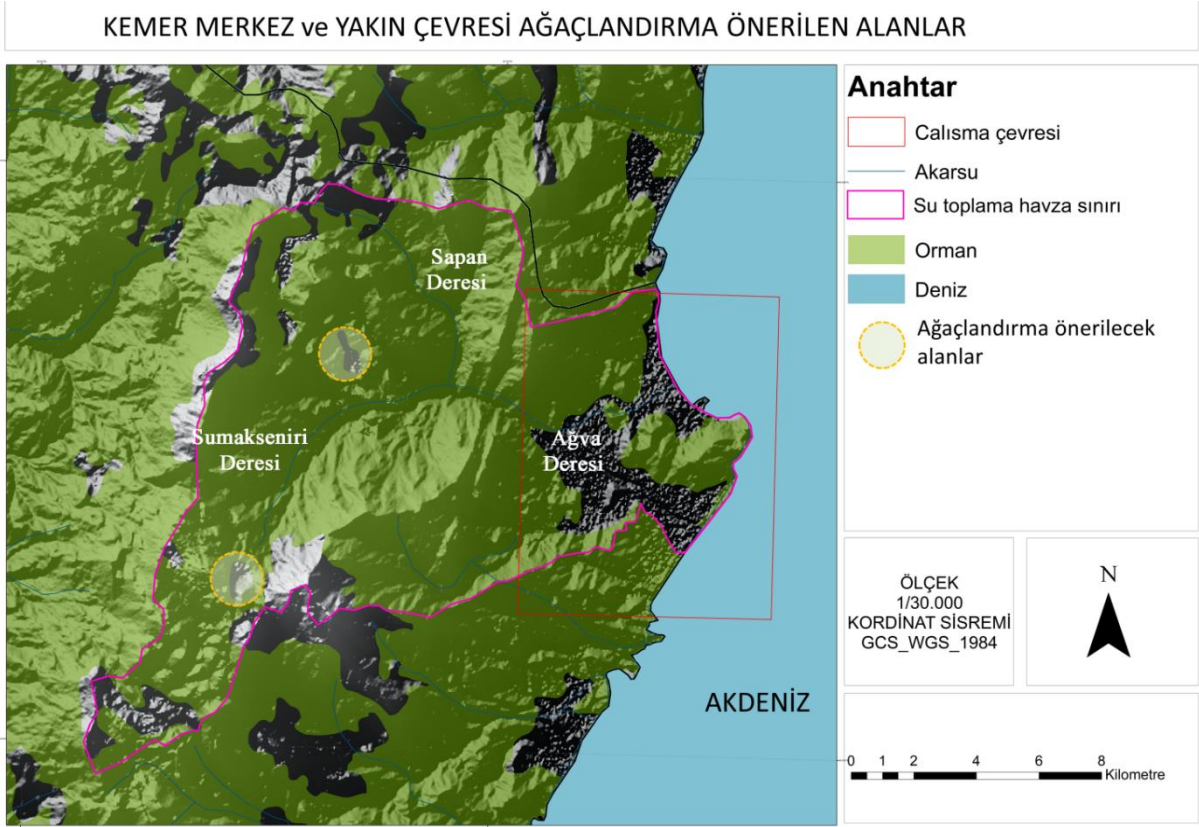 KEMER MERKEZ ve YAKIN ÇEVRESİ AĞAÇLANDIRMA ÖNERİLEN ALANLAR
Sapan
Deresi
Sumakseniri
Deresi
Ağva
Deresi
AKDENİZ
Anahtar
Calısma çevresi
Akarsu
Su toplama havza sınırı
Orman
Deniz
Ağaçlandırma önerilecek
alanlar
ÖLÇEK
1/30.000
KORDİNAT SİSREMİ
GCS_WGS_1984
N
0 1 2 4 6 8
Kilometre